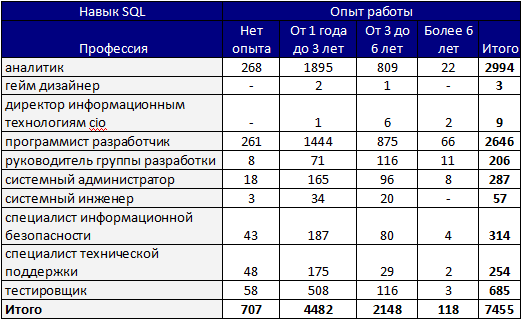 Навык SQL Опыт работы
Профессия Нет опыта От 1 года до 3 лет От 3 до 6 лет Более 6 лет Итого
аналитик 268 1895 809 22 2994
гейм дизайнер - 2 1 - 3
директор информационным
технологиям cio - 1 6 2 9
программист разработчик 261 1444 875 66 2646
руководитель группы разработки 8 71 116 11 206
системный администратор 18 165 96 8 287
системный инженер 3 34 20 - 57
специалист информационной
безопасности 43 187 80 4 314
специалист технической
поддержки 48 175 29 2 254
тестировщик 58 508 116 3 685
Итого 707 4482 2148 118 7455